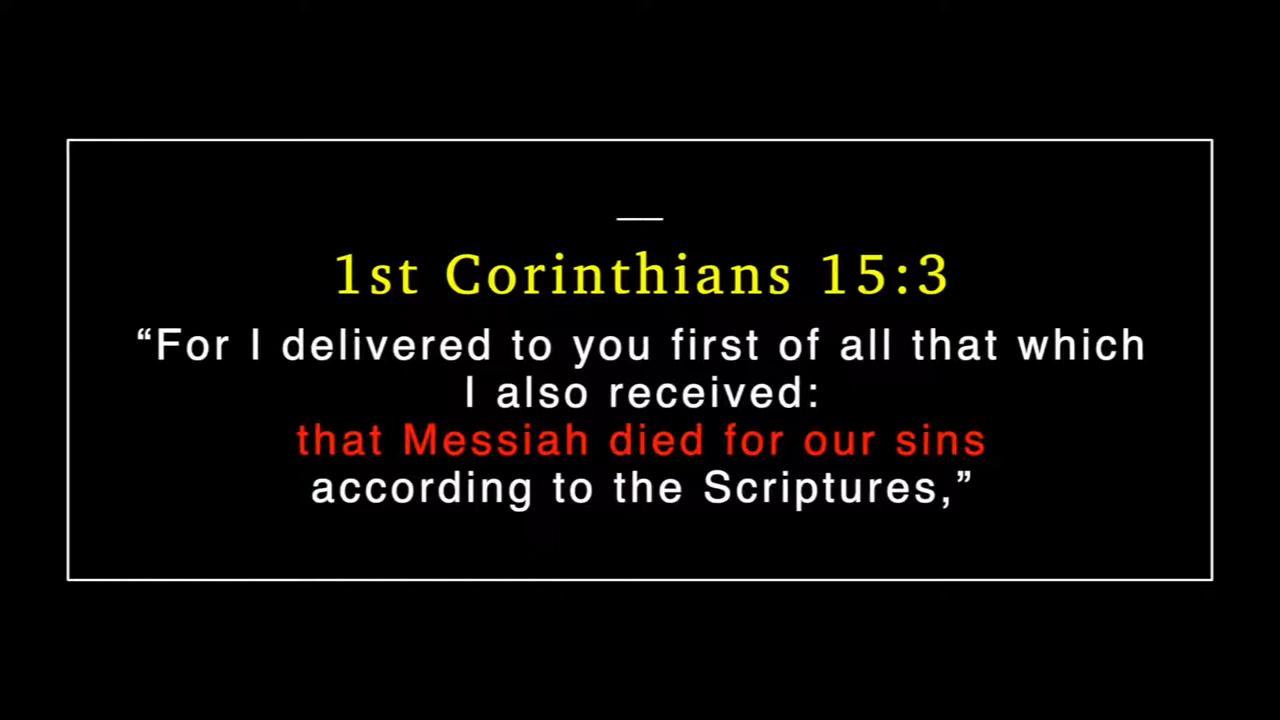 1st Corinthians 15:3
“For I delivered to you first of all that which
I also received:
that Messiah died for our sins
according to the Scriptures,”